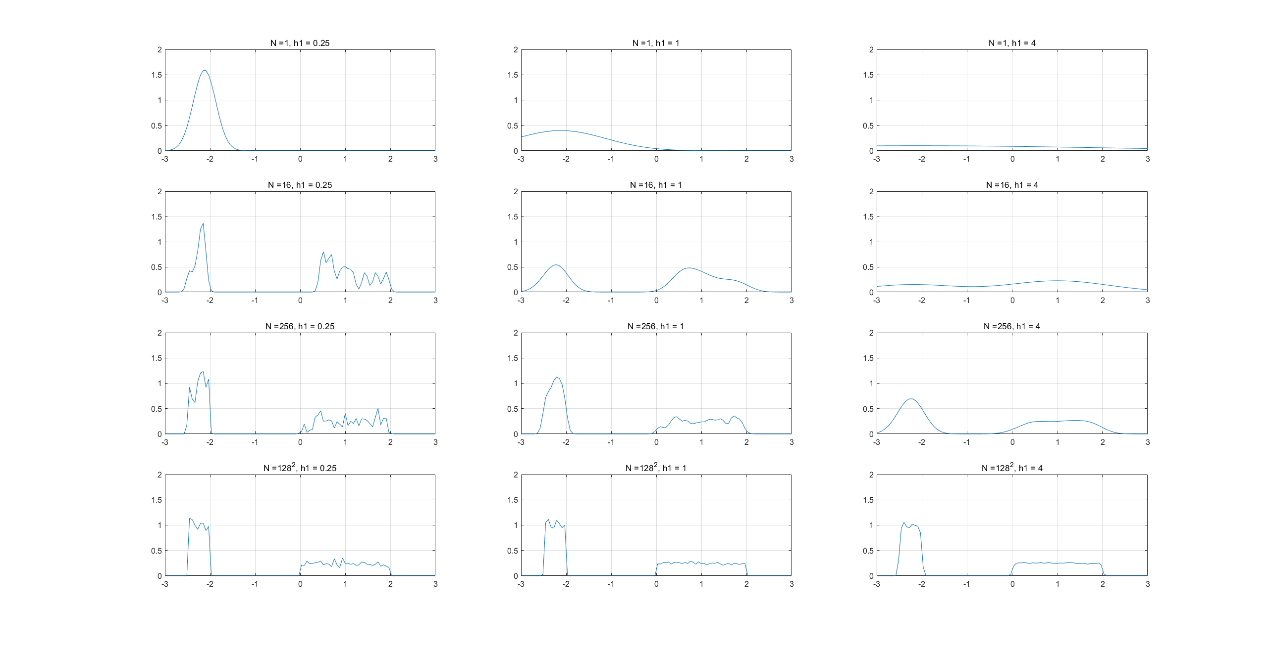 N =1, h1 = 0.25
2
1.5
1
0.5
0
-3 -2 -1 0 1 2 3
N =1, h1 = 1
2
1.5
1
0.5
0
-3 -2 -1 0 1 2 3
N =1, h1 = 4
2
1.5
1
0.5
0
-3 -2 -1 0 1 2 3
N =16, h1 = 0.25
2
1.5
1
0.5
0
-3 -2 -1 0 1 2 3
N =16, h1 = 1
2
1.5
1
0.5
0
-3 -2 -1 0 1 2 3
N =16, h1 = 4
2
1.5
1
0.5
0
-3 -2 -1 0 1 2 3
N =256, h1 = 0.25
2
1.5
1
0.5
0
-3 -2 -1 0 1 2 3
N =256, h1 = 1
2
1.5
1
0.5
0
-3 -2 -1 0 1 2 3
N =256, h1 = 4
2
1.5
1
0.5
0
-3 -2 -1 0 1 2 3
N =128², h1 = 0.25
2
1.5
1
0.5
0
-3 -2 -1 0 1 2 3
N =128², h1 = 1
2
1.5
1
0.5
0
-3 -2 -1 0 1 2 3
N =128², h1 = 4
2
1.5
1
0.5
0
-3 -2 -1 0 1 2 3